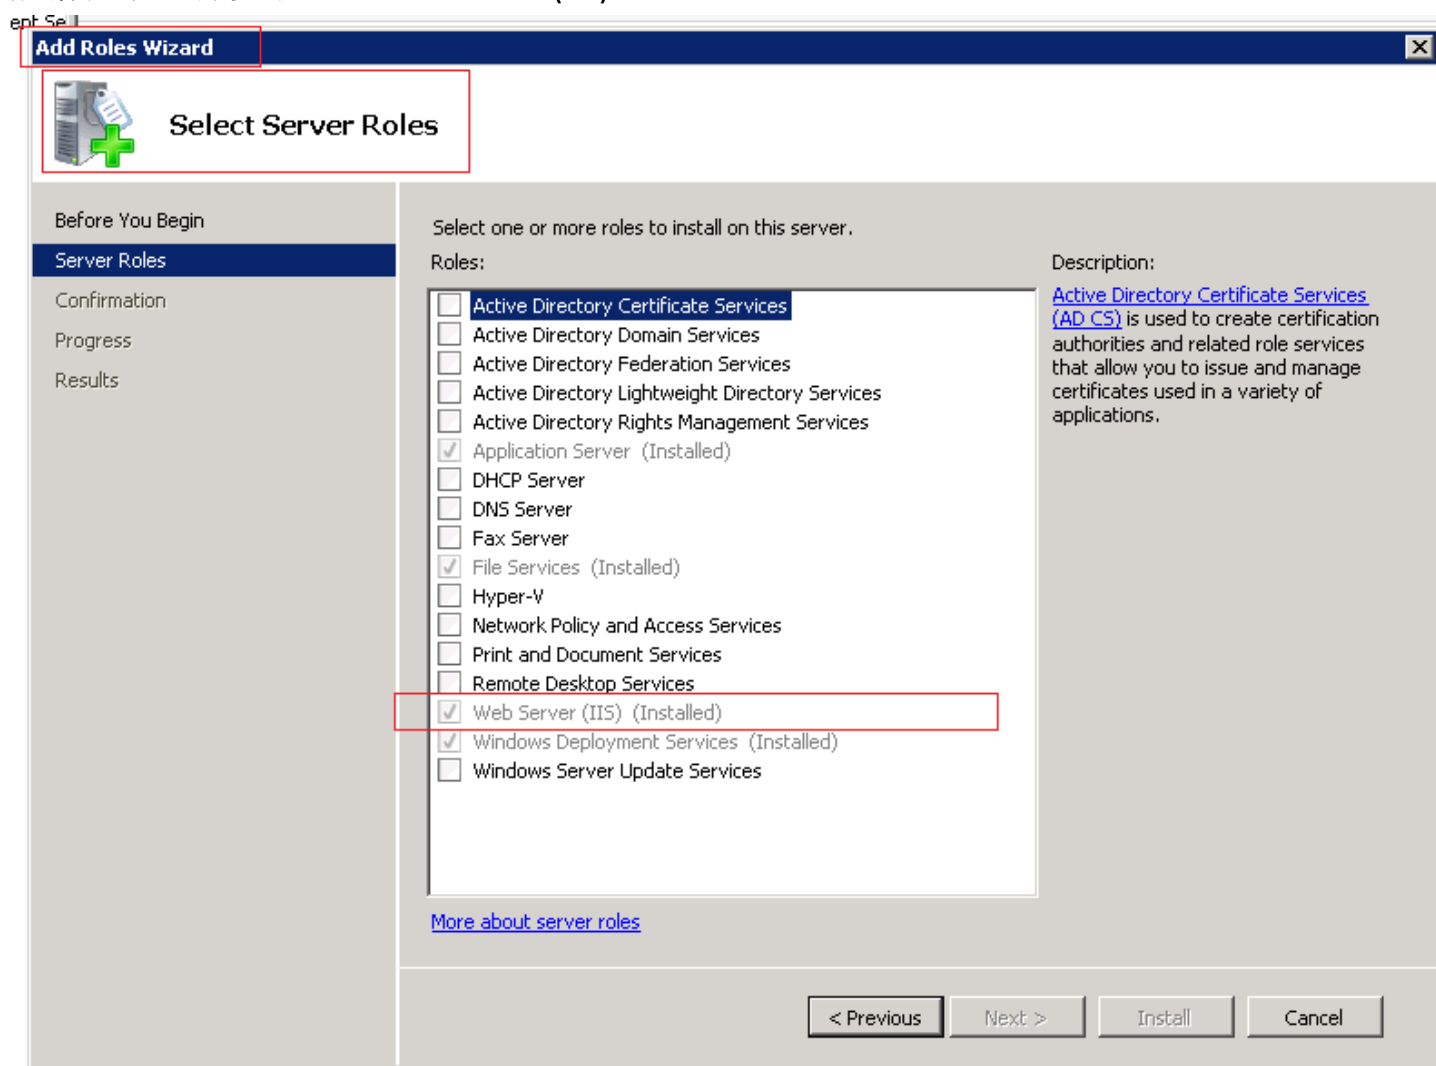 ent Se
Add Roles Wizard
Select Server Roles
Before You Begin
Server Roles
Confirmation
Progress
Results
Select one or more roles to install on this server.
Roles:
Active Directory Certificate Services
Active Directory Domain Services
Active Directory Federation Services
Active Directory Lightweight Directory Services
Active Directory Rights Management Services
Application Server (Installed)
DHCP Server
DNS Server
Fax Server
File Services (Installed)
Hyper-V
Network Policy and Access Services
Print and Document Services
Remote Desktop Services
Web Server (IIS) (Installed)
Windows Deployment Services (Installed)
Windows Server Update Services
More about server roles
Description:
Active Directory Certificate Services
(AD CS) is used to create certification
authorities and related role services
that allow you to issue and manage
certificates used in a variety of
applications.
< Previous
Next >
Install
Cancel